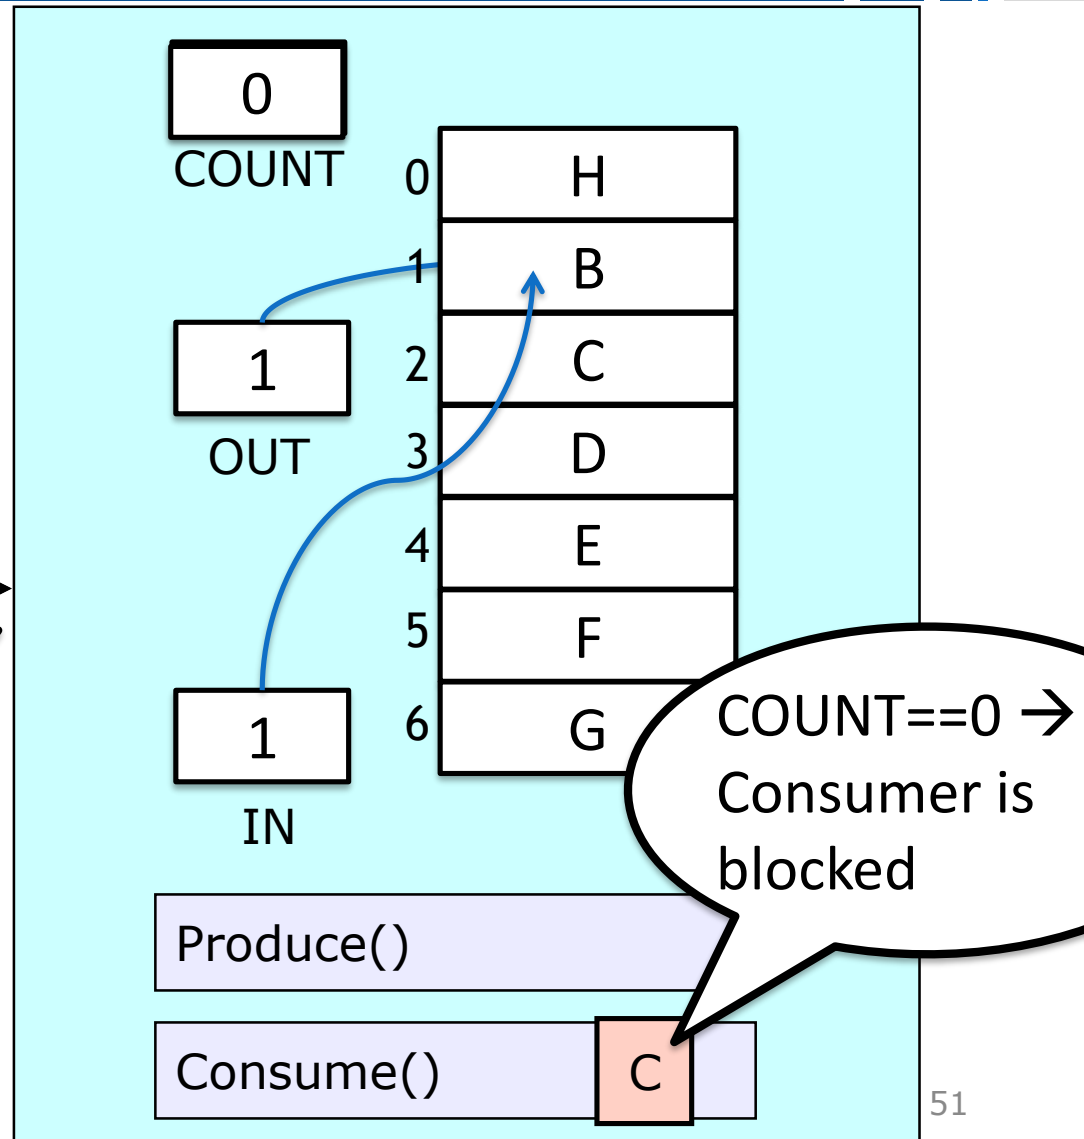 0
COUNT
0 H
1 B
1
OUT
2 C
3 D
4 E
5 F
6 G
1
IN
COUNT==0 →
Consumer is
blocked
Produce()
Consume() C
51